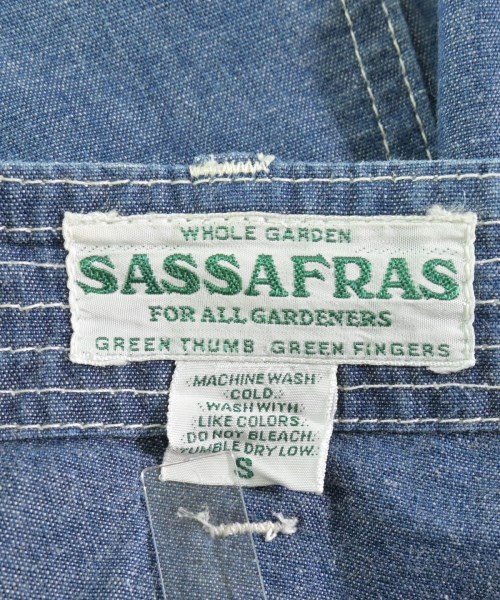 WHOLE GARDEN
SASSAFRAS
FOR ALL GARDENERS
GREEN THUMB GREEN FINGERS
MACHINE WASH
COLD.
WASH WITH
LIKE COLORS.
DO NOT BLEACH.
TUMBLE DRY LOW.
S